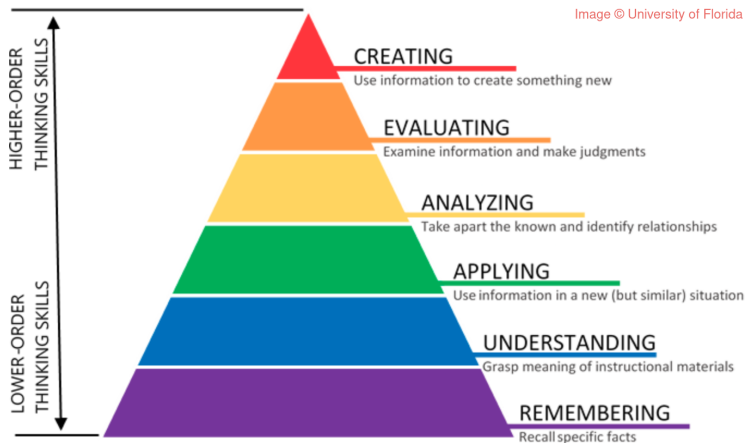 Image © University of Florida
HIGHER-ORDER
THINKING SKILLS
CREATING
Use information to create something new
EVALUATING
Examine information and make judgments
ANALYZING
Take apart the known and identify relationships
APPLYING
Use information in a new (but similar) situation
LOWER-ORDER
THINKING SKILLS
UNDERSTANDING
Grasp meaning of instructional materials
REMEMBERING
Recall specific facts